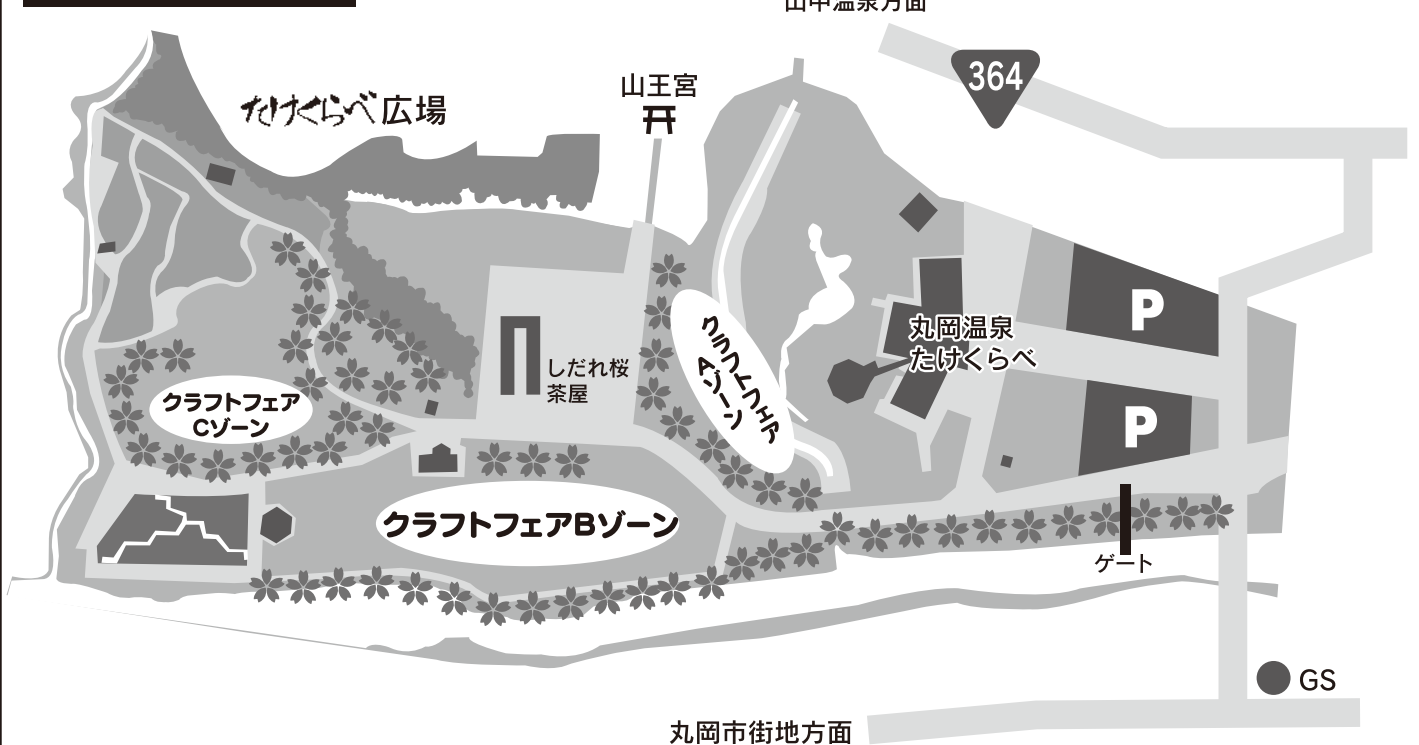 山中温泉方面
364
山王宮
たけくらべ広場
P
丸岡温泉
たけくらべ
クラフトフェア
Aゾーン
しだれ桜
茶屋
クラフトフェア
Cゾーン
P
クラフトフェアBゾーン
ゲート
GS
丸岡市街地方面